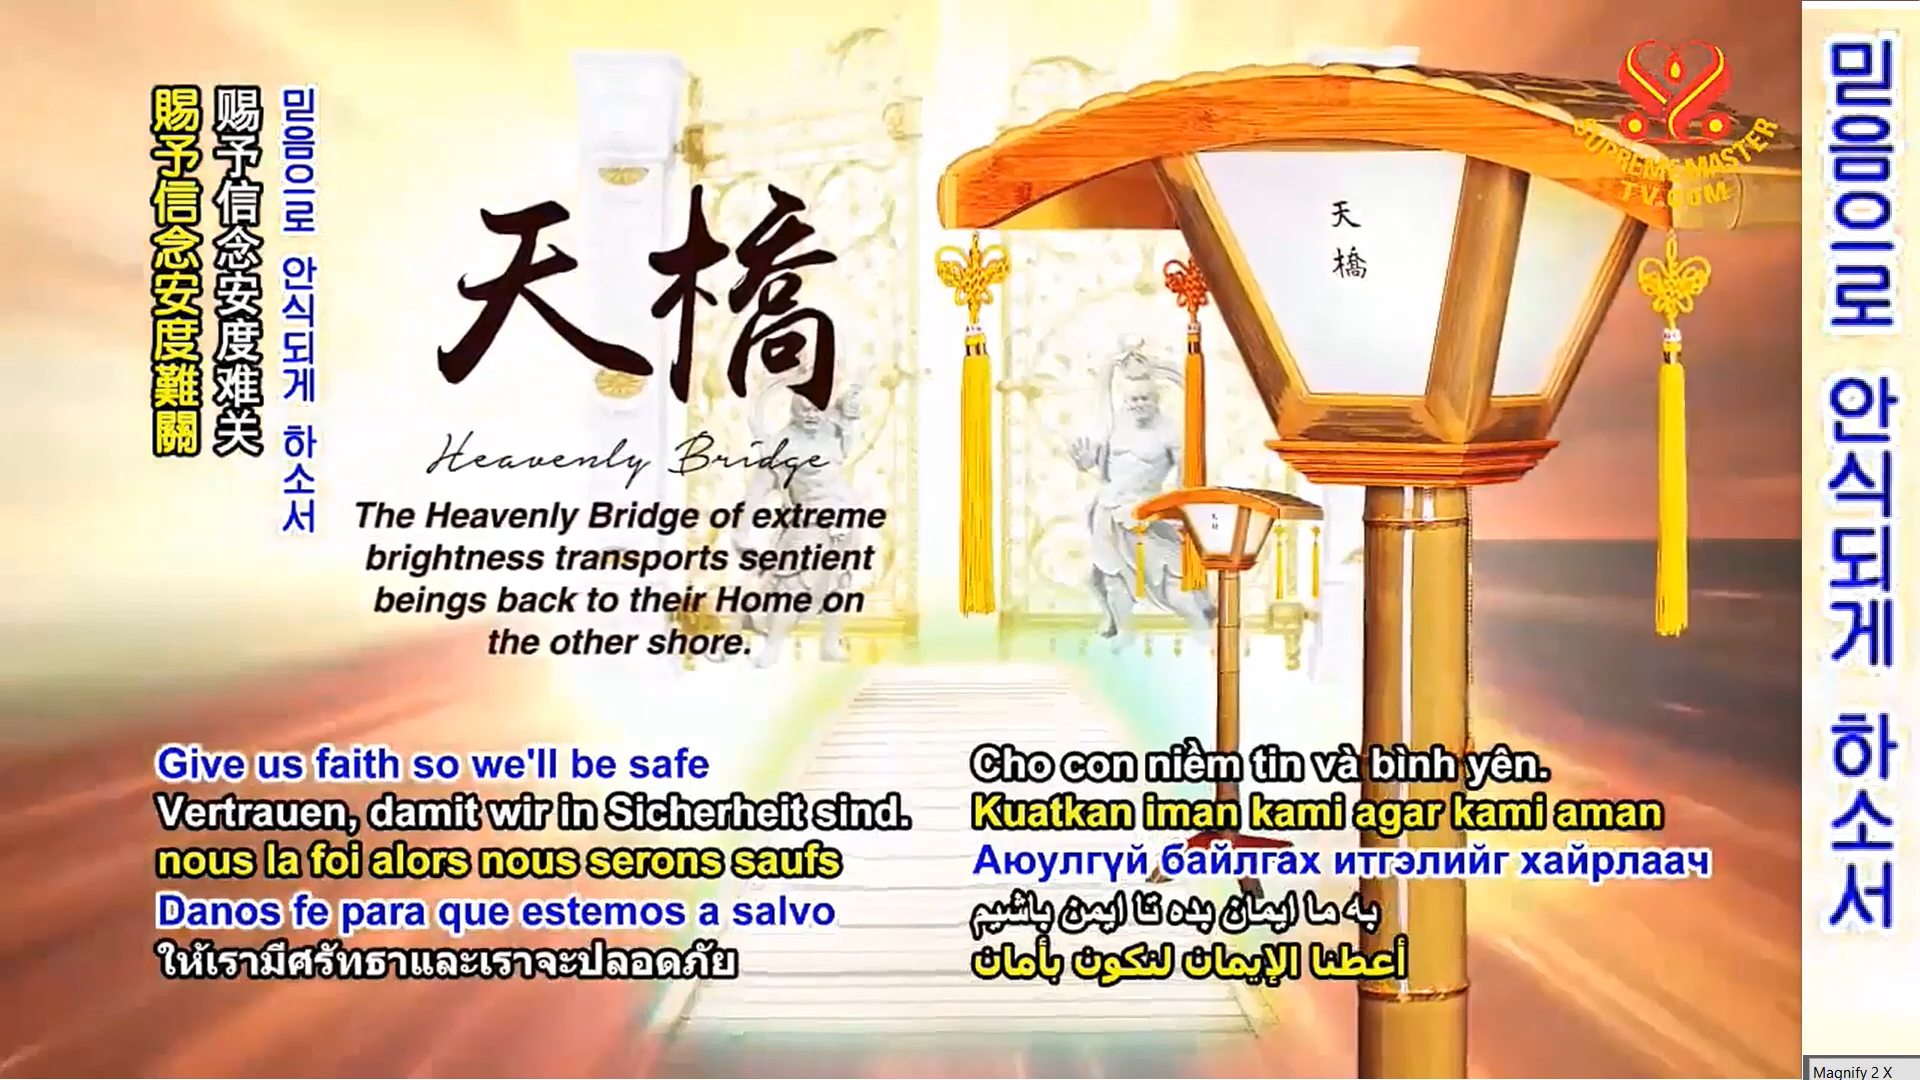 賜予信念安度難關
赐予信念安度难关
믿음으로 안식되게 하소서
天橋
Heavenly Bridge
The Heavenly Bridge of extreme
brightness transports sentient
beings back to their Home on
the other shore.
天
橋
SUPREME MASTER
TV.COM
Give us faith so we'll be safe
Vertrauen, damit wir in Sicherheit sind.
nous la foi alors nous serons saufs
Danos fe para que estemos a salvo
ให้เรามีศรัทธาและเราจะปลอดภัย
Cho con niềm tin và bình yên.
Kuatkan iman kami agar kami aman
Аюулгүй байлгах итгэлийг хайрлаач
به ما ایمان بده تا ایمن باشیم
أعطنا الإيمان لنكون بأمان
믿음으로 안식되게 하소서
Magnify 2 X